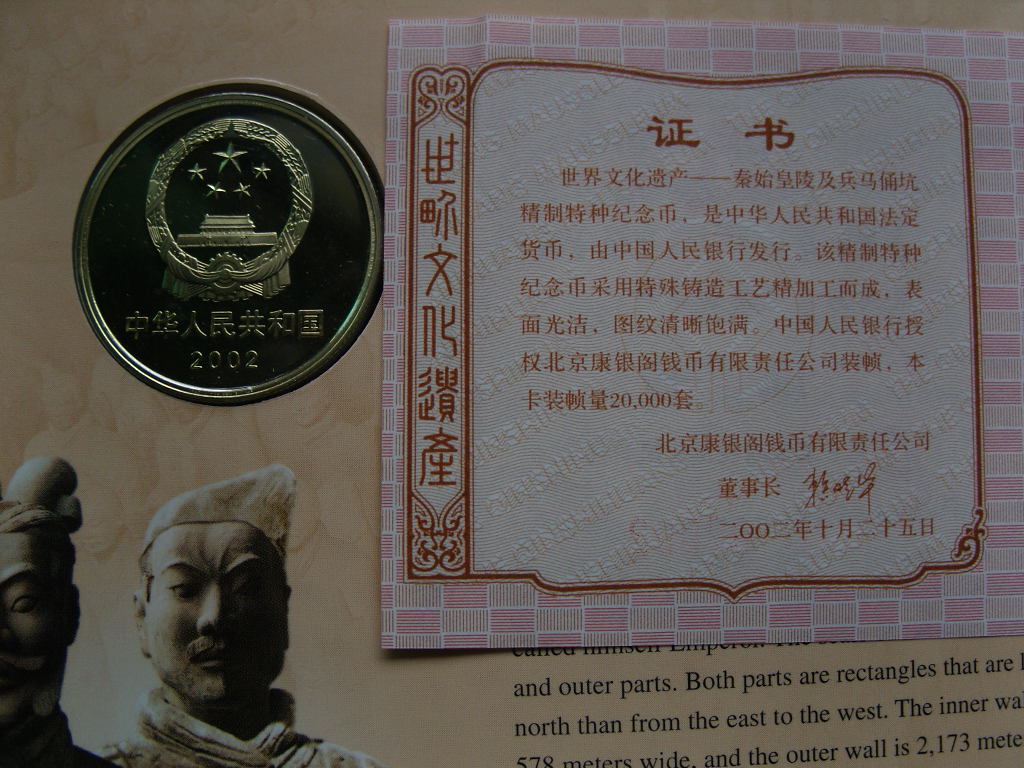 中华人民共和国
2002
世界文化遺產
证书
世界文化遗产——秦始皇陵及兵马俑坑
精制特种纪念币，是中华人民共和国法定
货币，由中国人民银行发行。该精制特种
纪念币采用特殊铸造工艺精加工而成，表
面光洁，图纹清晰饱满。中国人民银行授
权北京康银阁钱币有限责任公司装帧，本
卡装帧量20,000套。
北京康银阁钱币有限责任公司
董事长
二〇〇二年十月二十五日
called himself Emperor. The
and outer parts. Both parts are rectangles that are
north than from the east to the west. The inner
578 meters wide, and the outer wall is 2,173